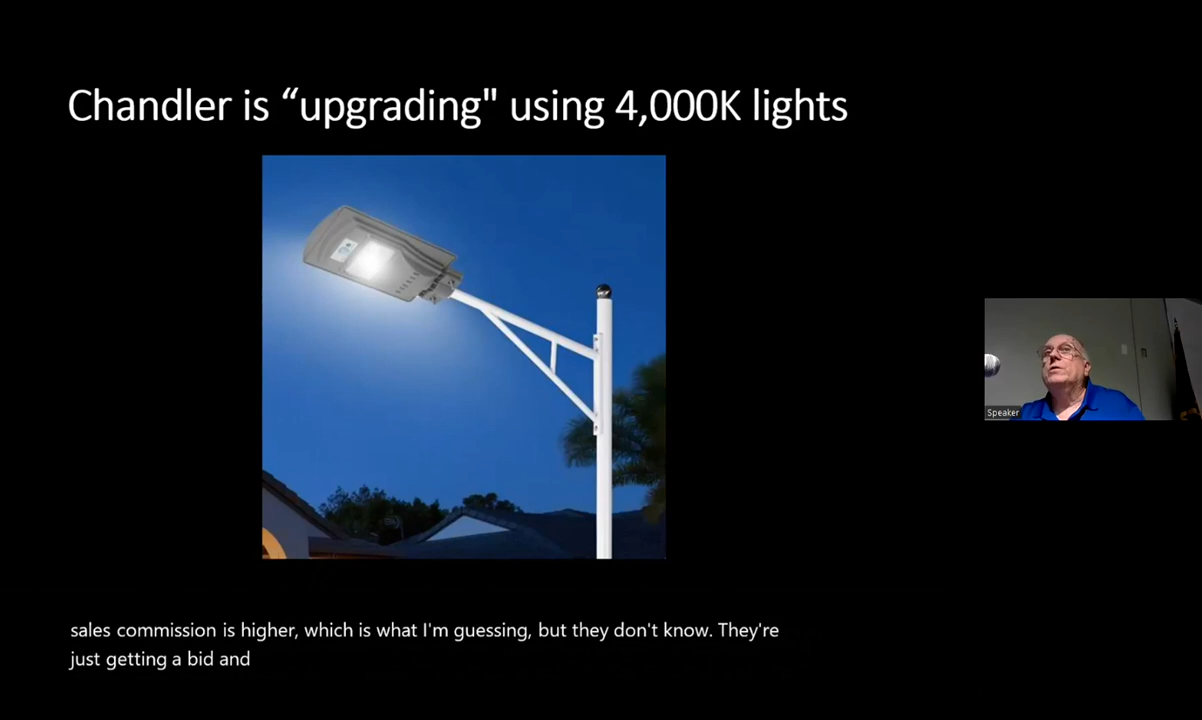 Chandler is “upgrading" using 4,000K lights
Speaker
sales commission is higher, which is what I'm guessing, but they don't know. They're
just getting a bid and